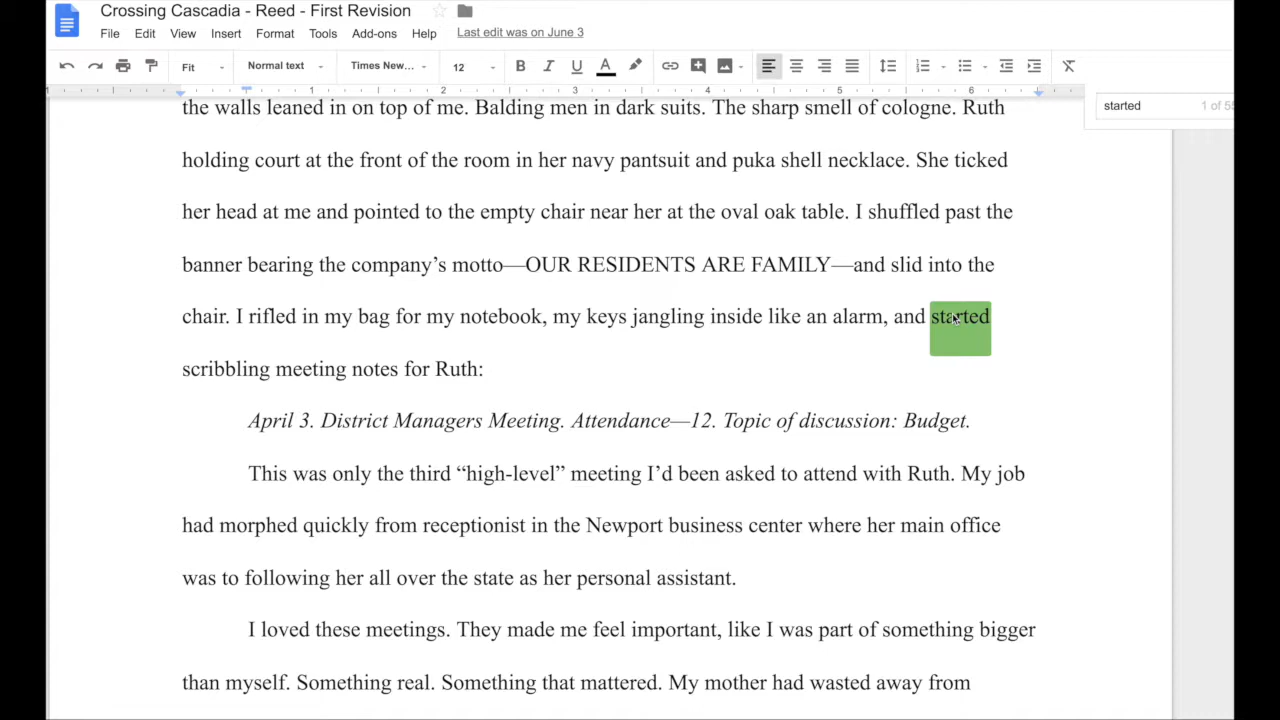 Crossing Cascadia - Reed - First Revision
File Edit View Insert Format Tools Add-ons Help Last edit was on June 3
Fit Normal text Times New... 12 B I U A
1 1 2 3 4 5 6
started 1 of 55
the walls leaned in on top of me. Balding men in dark suits. The sharp smell of cologne. Ruth
holding court at the front of the room in her navy pantsuit and puka shell necklace. She ticked
her head at me and pointed to the empty chair near her at the oval oak table. I shuffled past the
banner bearing the company’s motto—OUR RESIDENTS ARE FAMILY—and slid into the
chair. I rifled in my bag for my notebook, my keys jangling inside like an alarm, and started
scribbling meeting notes for Ruth:
April 3. District Managers Meeting. Attendance—12. Topic of discussion: Budget.
This was only the third “high-level” meeting I’d been asked to attend with Ruth. My job
had morphed quickly from receptionist in the Newport business center where her main office
was to following her all over the state as her personal assistant.
I loved these meetings. They made me feel important, like I was part of something bigger
than myself. Something real. Something that mattered. My mother had wasted away from